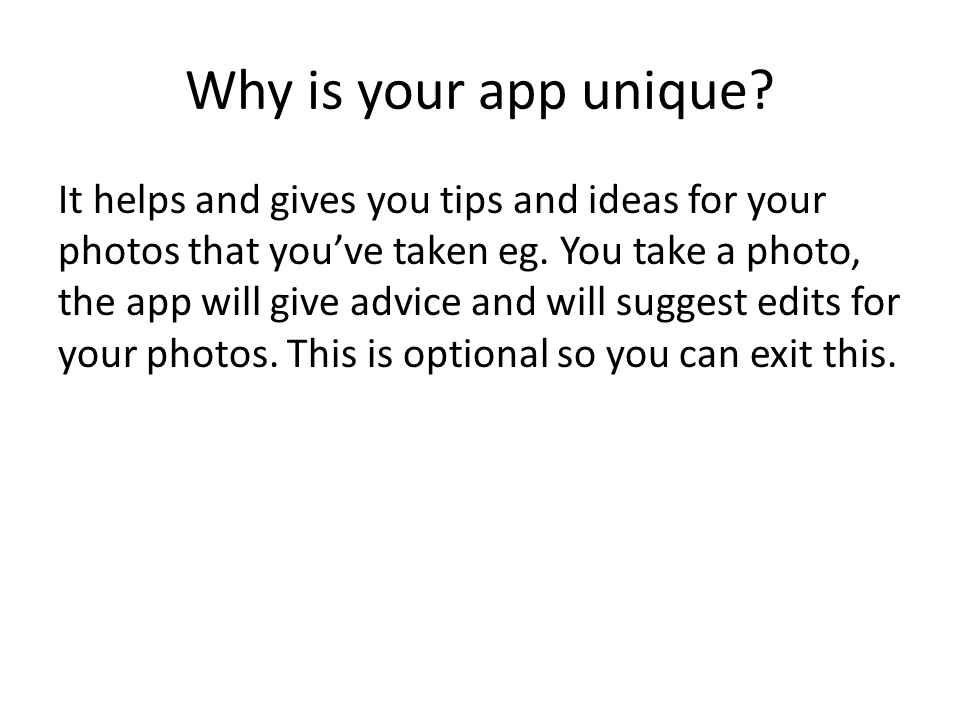 Why is your app unique?
It helps and gives you tips and ideas for your
photos that you’ve taken eg. You take a photo,
the app will give advice and will suggest edits for
your photos. This is optional so you can exit this.